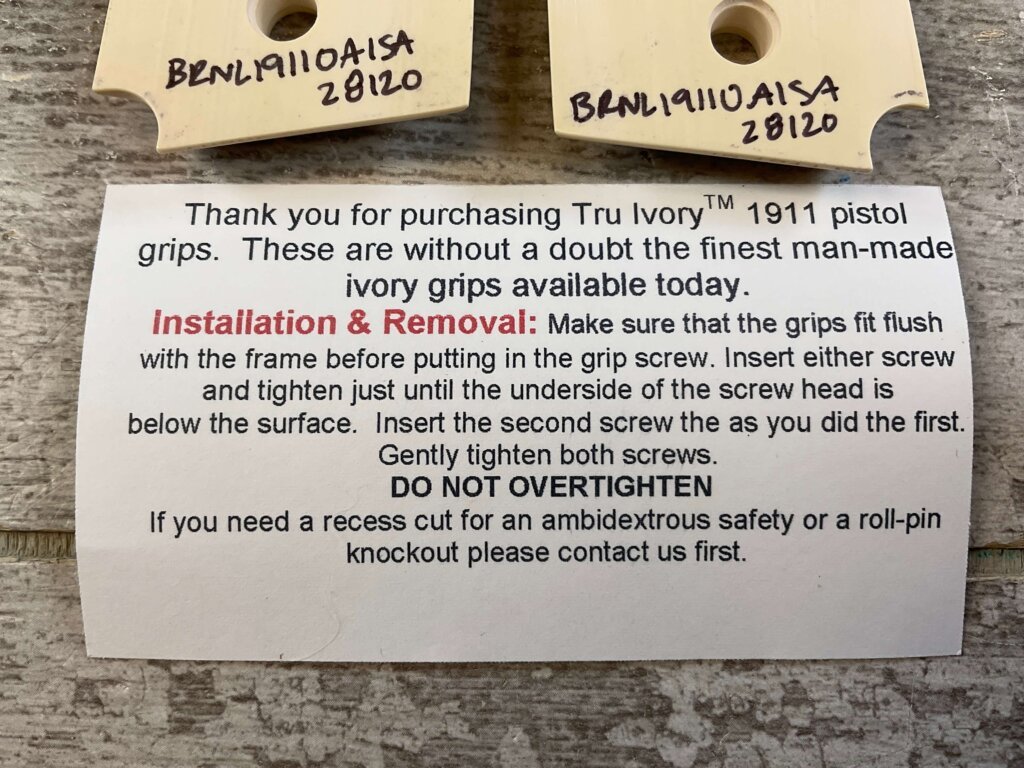 BRNL19110A1SA
28120
BRNL19110A1SA
28120
Thank you for purchasing Tru Ivory™ 1911 pistol
grips. These are without a doubt the finest man-made
ivory grips available today.
Installation & Removal: Make sure that the grips fit flush
with the frame before putting in the grip screw. Insert either screw
and tighten just until the underside of the screw head is
below the surface. Insert the second screw the as you did the first.
Gently tighten both screws.
DO NOT OVERTIGHTEN
If you need a recess cut for an ambidextrous safety or a roll-pin
knockout please contact us first.